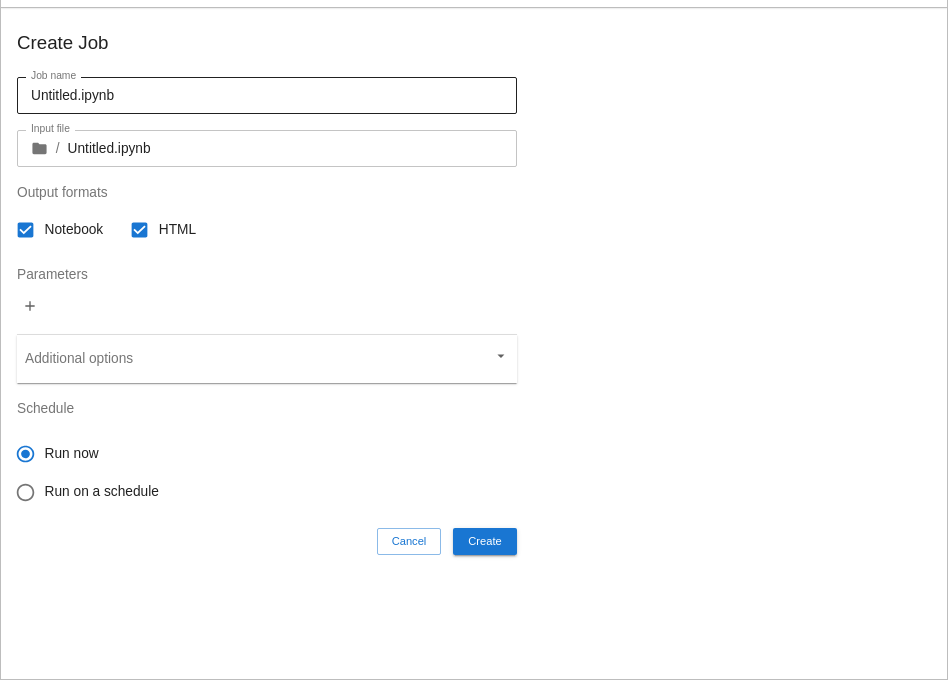 Create Job
Job name
Untitled.ipynb
Input file
/ Untitled.ipynb
Output formats
Notebook HTML
Parameters
+
Additional options
Schedule
Run now
Run on a schedule
Cancel Create